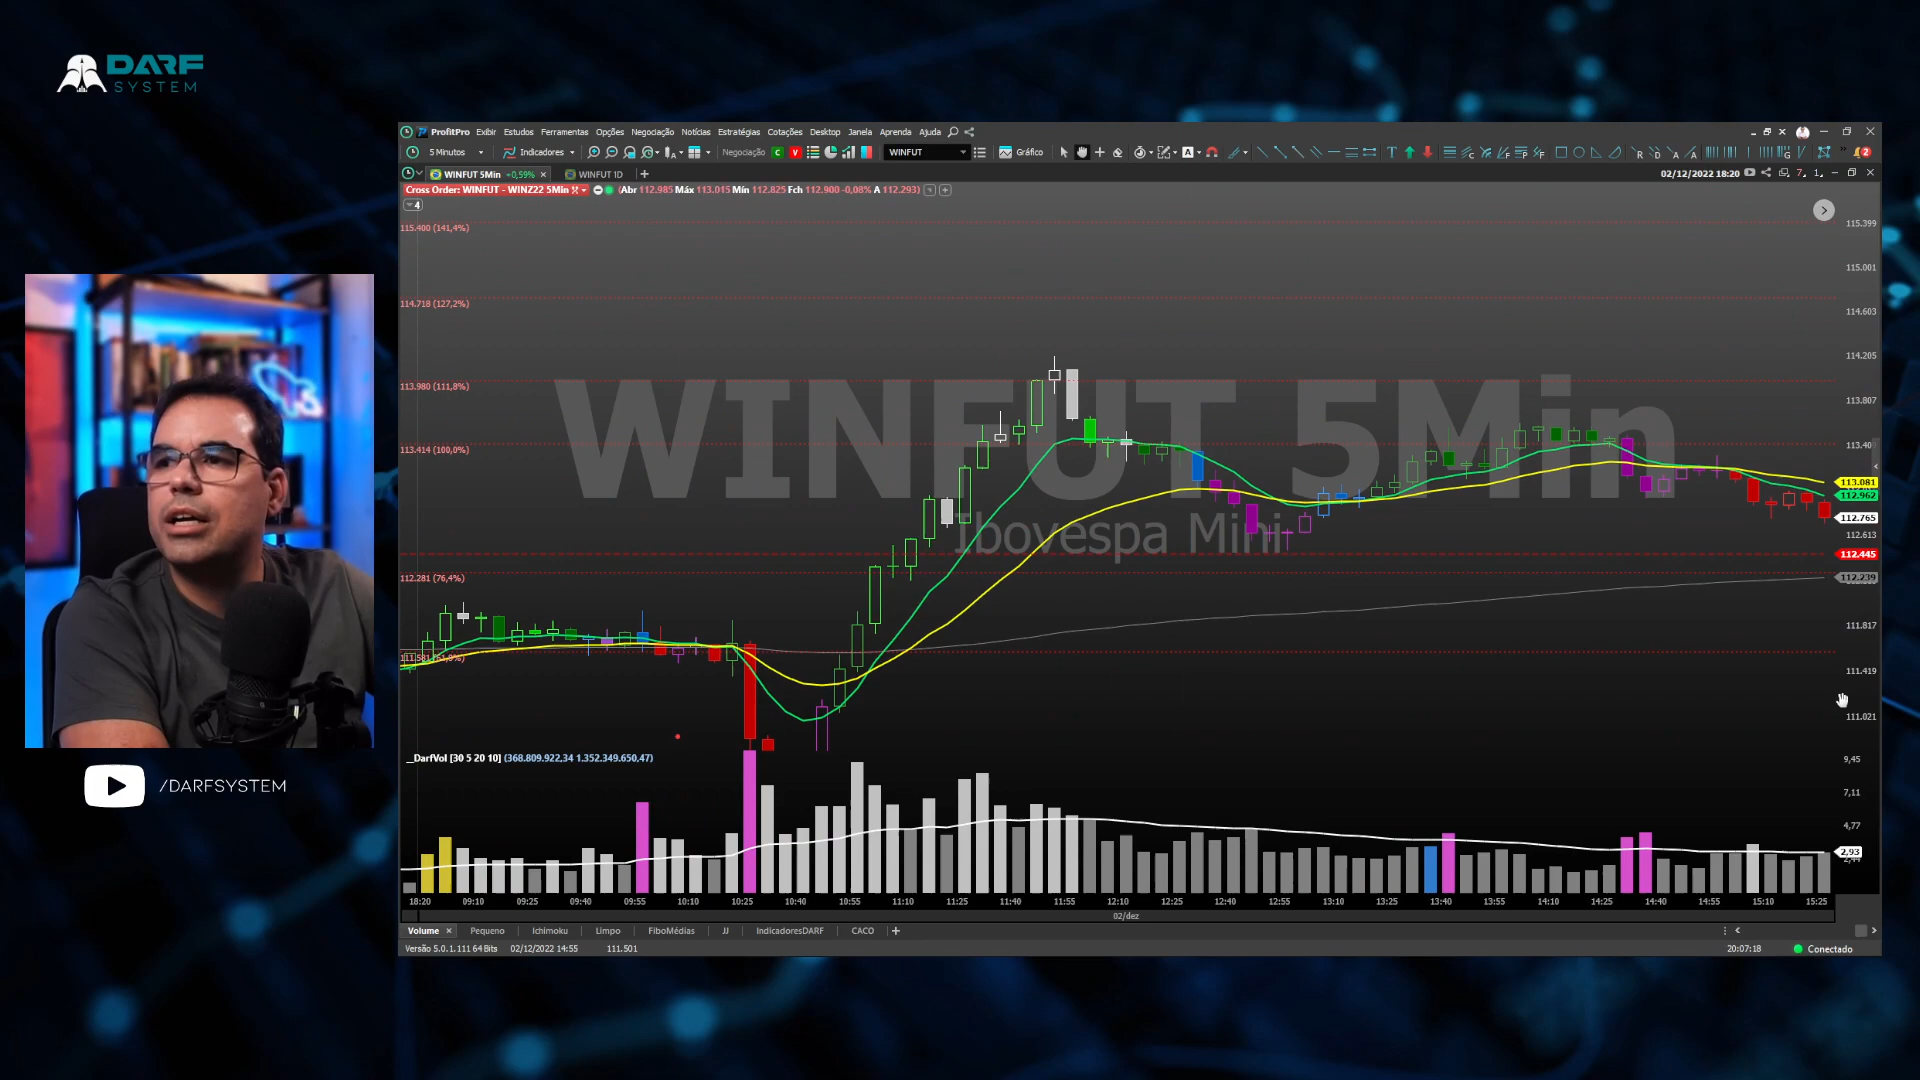 DARF
SYSTEM
ProfitPro Exibir Estudos Ferramentas Opções Negociação Notícias Estratégias Cotações Desktop Janela Aprenda Ajuda
5 Minutos Indicadores Negociação C V WINFUT Gráfico
WINFUT 5Min +0,59% WINFUT 1D 02/12/2022 18:20
Cross Order: WINFUT - WINZ22 5Min (Abr 112.985 Máx 113.015 Mín 112.825 Fch 112.900 -0,08% A 112.293)
4
115.400 (141,4%) 115.399
115.001
114.718 (127,2%) 114.603
114.205
113.980 (111,8%) 113.807
WINFUT 5Min
113.414 (100,0%) 113.40
113.081
112.962
112.765
Ibovespa Mini 112.613
112.445
112.281 (76,4%) 112.239
111.817
111.581 (61,8%) 111.419
111.021
__DarfVol [30 5 20 10] (368.809.922,34 1.352.349.650,47) 9,45
7,11
4,77
2,93
18:20 09:10 09:25 09:40 09:55 10:10 10:25 10:40 10:55 11:10 11:25 11:40 11:55 12:10 12:25 12:40 12:55 13:10 13:25 13:40 13:55 14:10 14:25 14:40 14:55 15:10 15:25
02/dez
Volume Pequeno Ichimoku Limpo FiboMédias JJ IndicadoresDARF CACO
Versão 5.0.1.111 64 Bits 02/12/2022 14:55 111.501 20:07:18 Conectado
/DARFSYSTEM